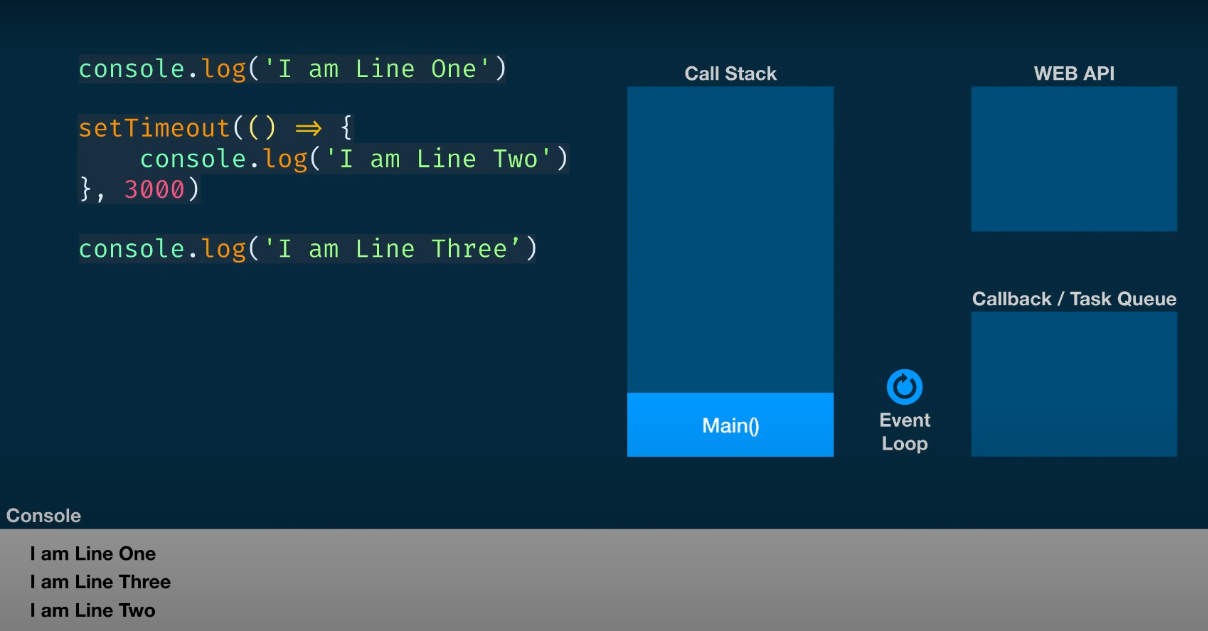 console.log('I am Line One')
setTimeout(() => {
    console.log('I am Line Two')
}, 3000)
console.log('I am Line Three’)
Call Stack
Main()
Event
Loop
WEB API
Callback / Task Queue
Console
I am Line One
I am Line Three
I am Line Two